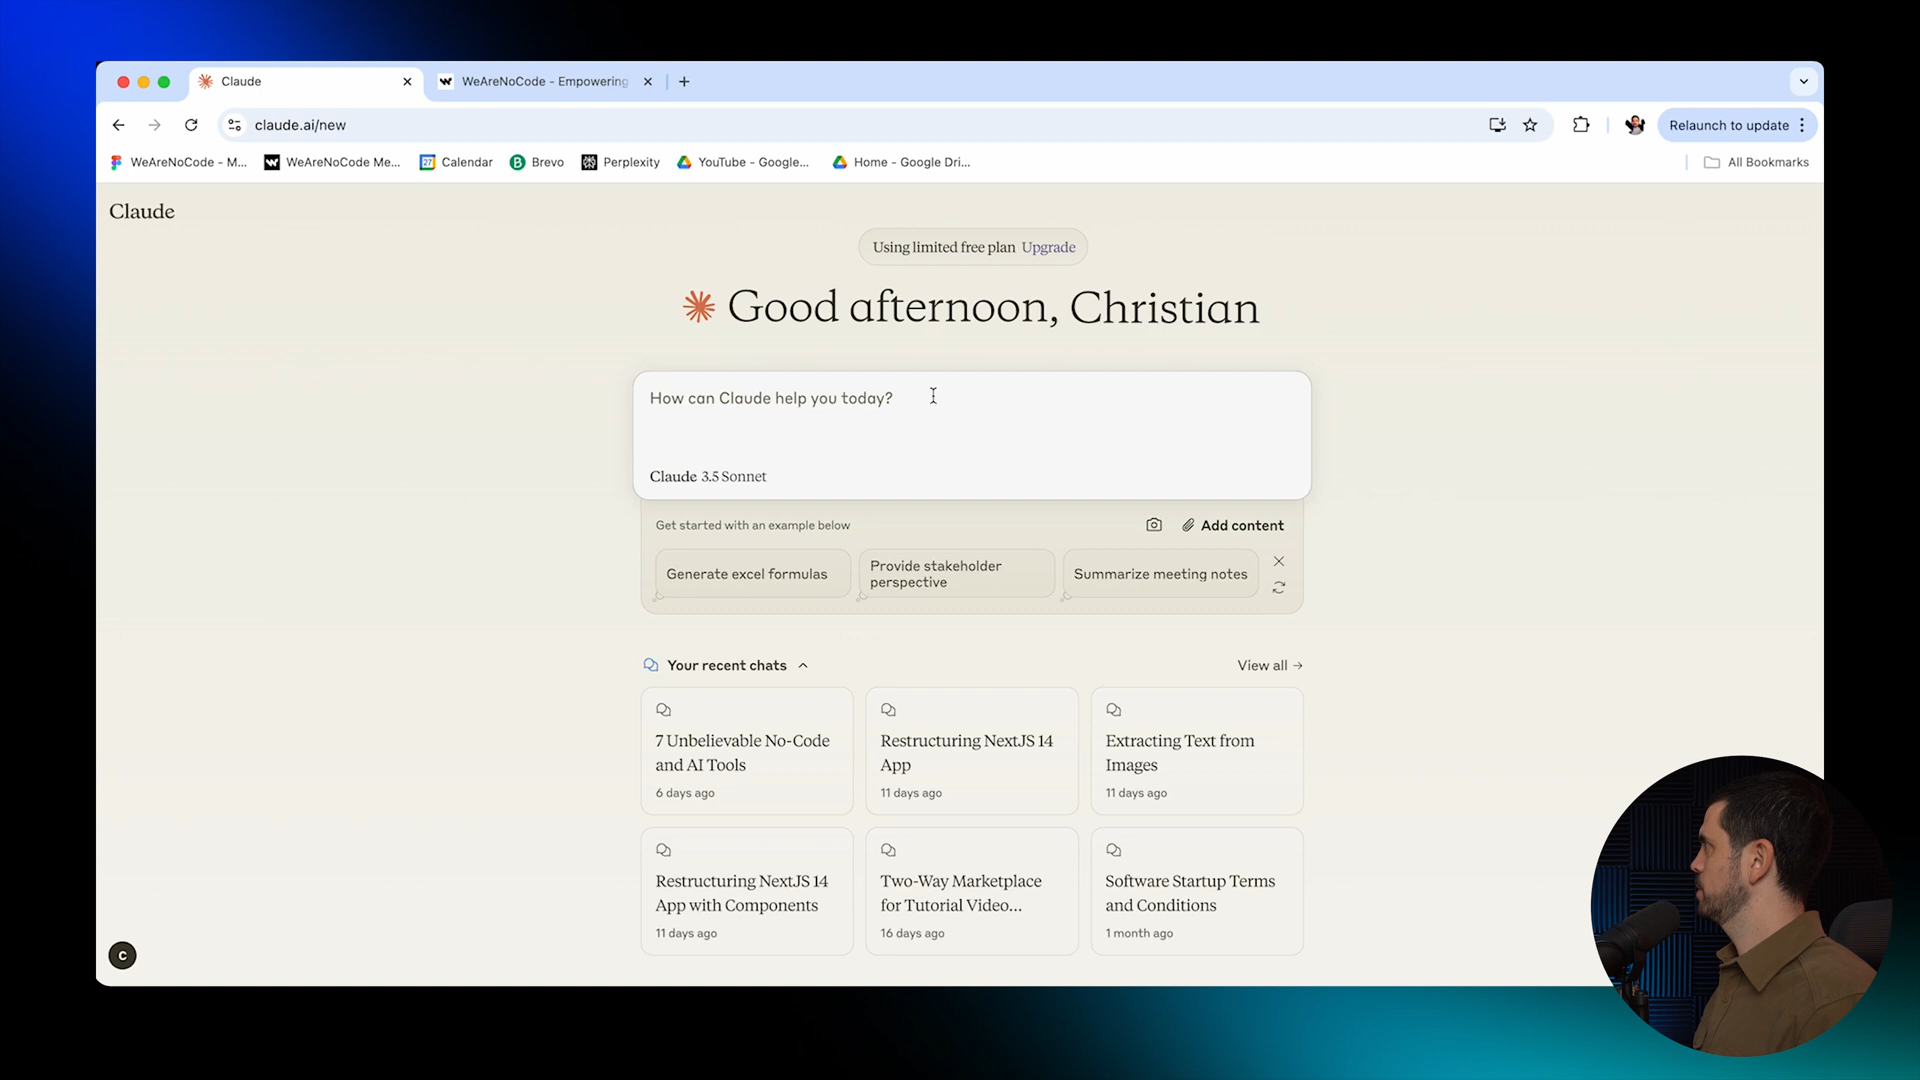 Claude
WeAreNoCode - Empowering
claude.ai/new
Relaunch to update
WeAreNoCode - M...
WeAreNoCode Me...
27
Calendar
B
Brevo
Perplexity
YouTube - Google...
Home - Google Dri...
All Bookmarks
Claude
Using limited free plan Upgrade
Good afternoon, Christian
How can Claude help you today?
Claude 3.5 Sonnet
Get started with an example below
Add content
Generate excel formulas
Provide stakeholder
perspective
Summarize meeting notes
Your recent chats
View all →
7 Unbelievable No-Code
and AI Tools
6 days ago
Restructuring NextJS 14
App
11 days ago
Extracting Text from
Images
11 days ago
Restructuring NextJS 14
App with Components
11 days ago
Two-Way Marketplace
for Tutorial Video...
16 days ago
Software Startup Terms
and Conditions
1 month ago
C